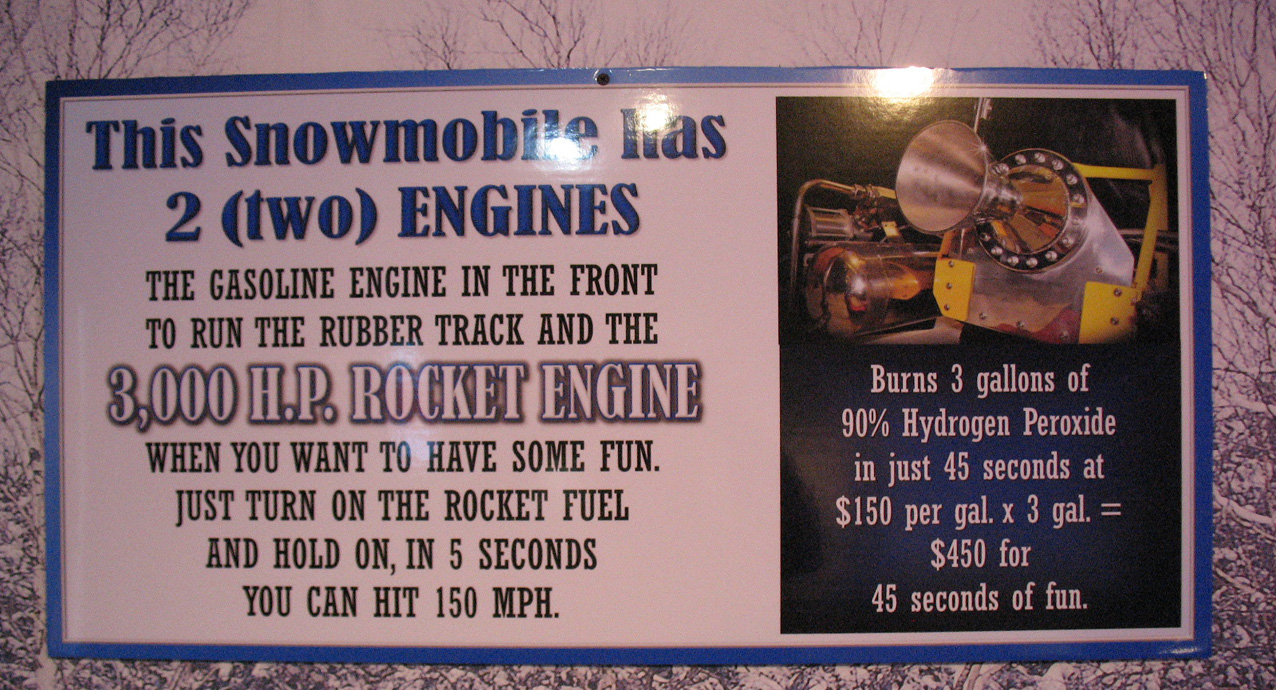 This Snowmobile has
2 (two) ENGINES
THE GASOLINE ENGINE IN THE FRONT
TO RUN THE RUBBER TRACK AND THE
3,000 H.P. ROCKET ENGINE
WHEN YOU WANT TO HAVE SOME FUN.
JUST TURN ON THE ROCKET FUEL
AND HOLD ON, IN 5 SECONDS
YOU CAN HIT 150 MPH.
Burns 3 gallons of
90% Hydrogen Peroxide
in just 45 seconds at
$150 per gal. x 3 gal. =
$450 for
45 seconds of fun.